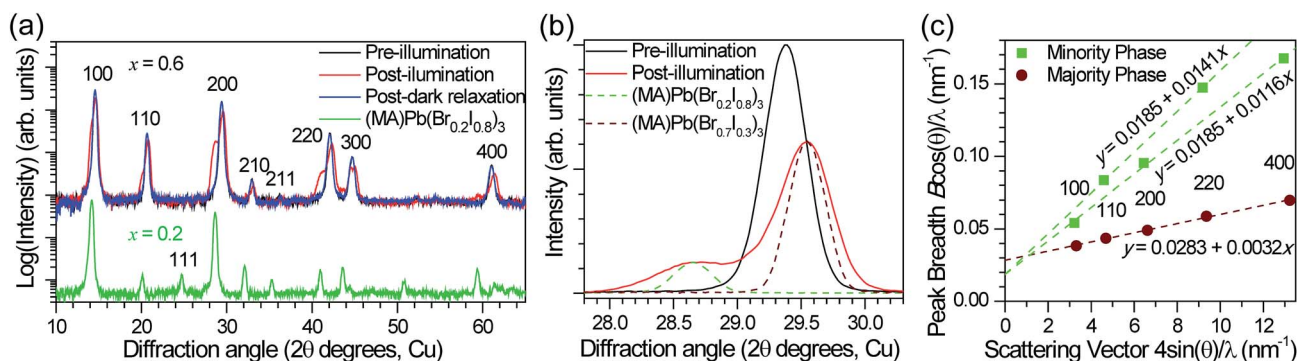 (a)
Log(Intensity) (arb. units)
100
x = 0.6
110
200
210
211
220
300
400
Pre-illumination
Post-ilumination
Post-dark relaxation
(MA)Pb(Br₀.₂I₀.₈)₃
x = 0.2
111
10 20 30 40 50 60
Diffraction angle (2θ degrees, Cu)
(b)
Intensity (arb. units)
Pre-illumination
Post-illumination
(MA)Pb(Br₀.₂I₀.₈)₃
(MA)Pb(Br₀.₇I₀.₃)₃
28.0 28.5 29.0 29.5 30.0
Diffraction angle (2θ degrees, Cu)
(c)
Peak Breadth Bcos(θ)/λ (nm⁻¹)
0.15
0.10
0.05
0.00
Minority Phase
Majority Phase
y = 0.0185 + 0.0141x
y = 0.0185 + 0.0116x
100
110
200
220
400
y = 0.0283 + 0.0032x
0 2 4 6 8 10 12
Scattering Vector 4sin(θ)/λ (nm⁻¹)